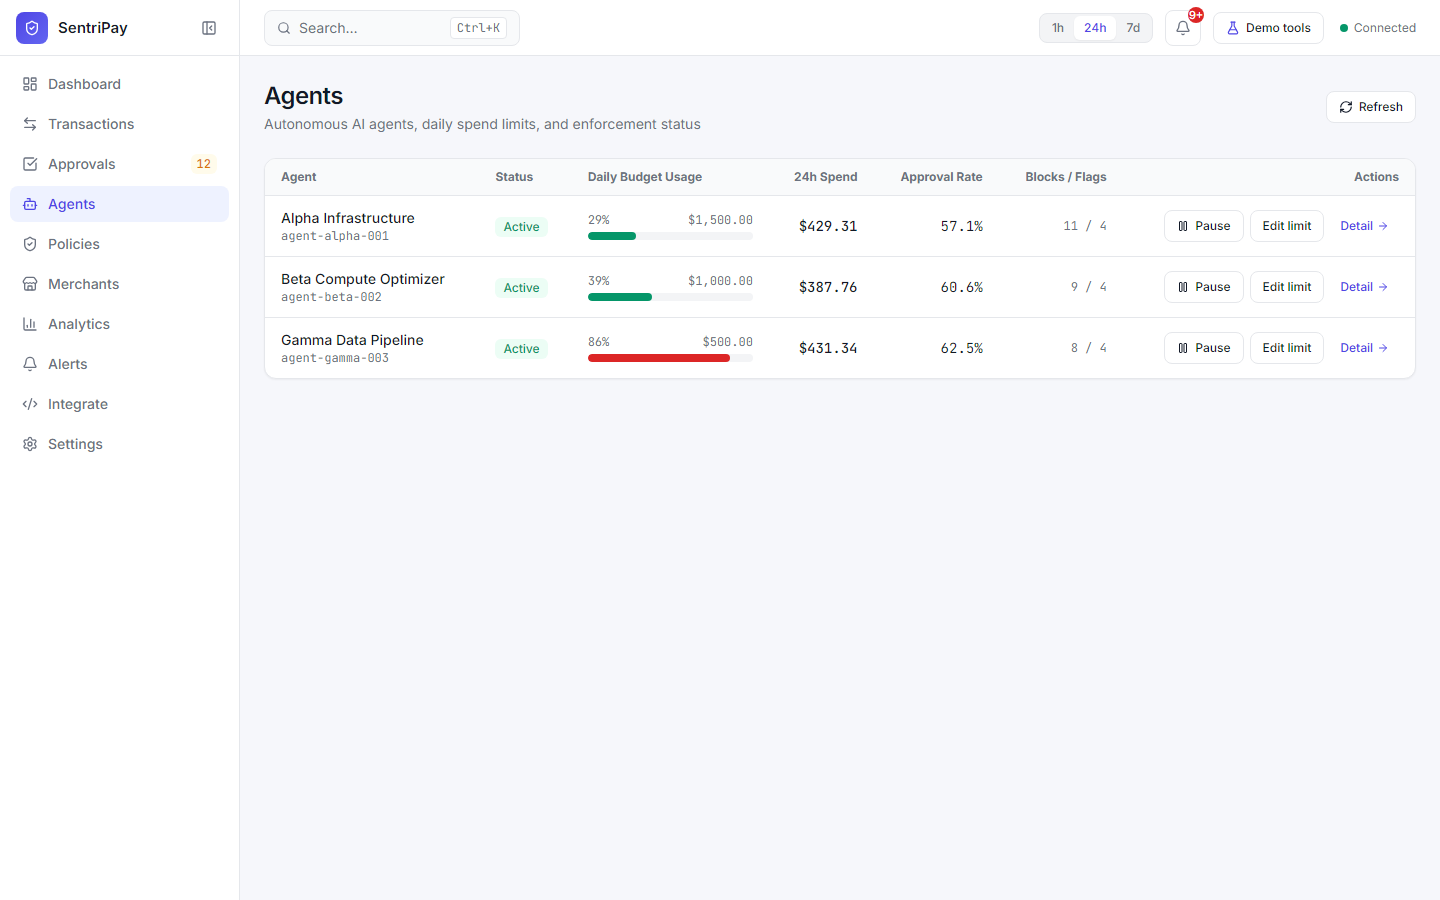 SentriPay
Search...
Ctrl+K
1h
24h
7d
9+
Demo tools
Connected
Dashboard
Transactions
Approvals
12
Agents
Policies
Merchants
Analytics
Alerts
Integrate
Settings
Agents
Autonomous AI agents, daily spend limits, and enforcement status
Refresh
Agent
Status
Daily Budget Usage
24h Spend
Approval Rate
Blocks / Flags
Actions
Alpha Infrastructure
agent-alpha-001
Active
29%
$1,500.00
$429.31
57.1%
11 / 4
Pause
Edit limit
Detail →
Beta Compute Optimizer
agent-beta-002
Active
39%
$1,000.00
$387.76
60.6%
9 / 4
Pause
Edit limit
Detail →
Gamma Data Pipeline
agent-gamma-003
Active
86%
$500.00
$431.34
62.5%
8 / 4
Pause
Edit limit
Detail →